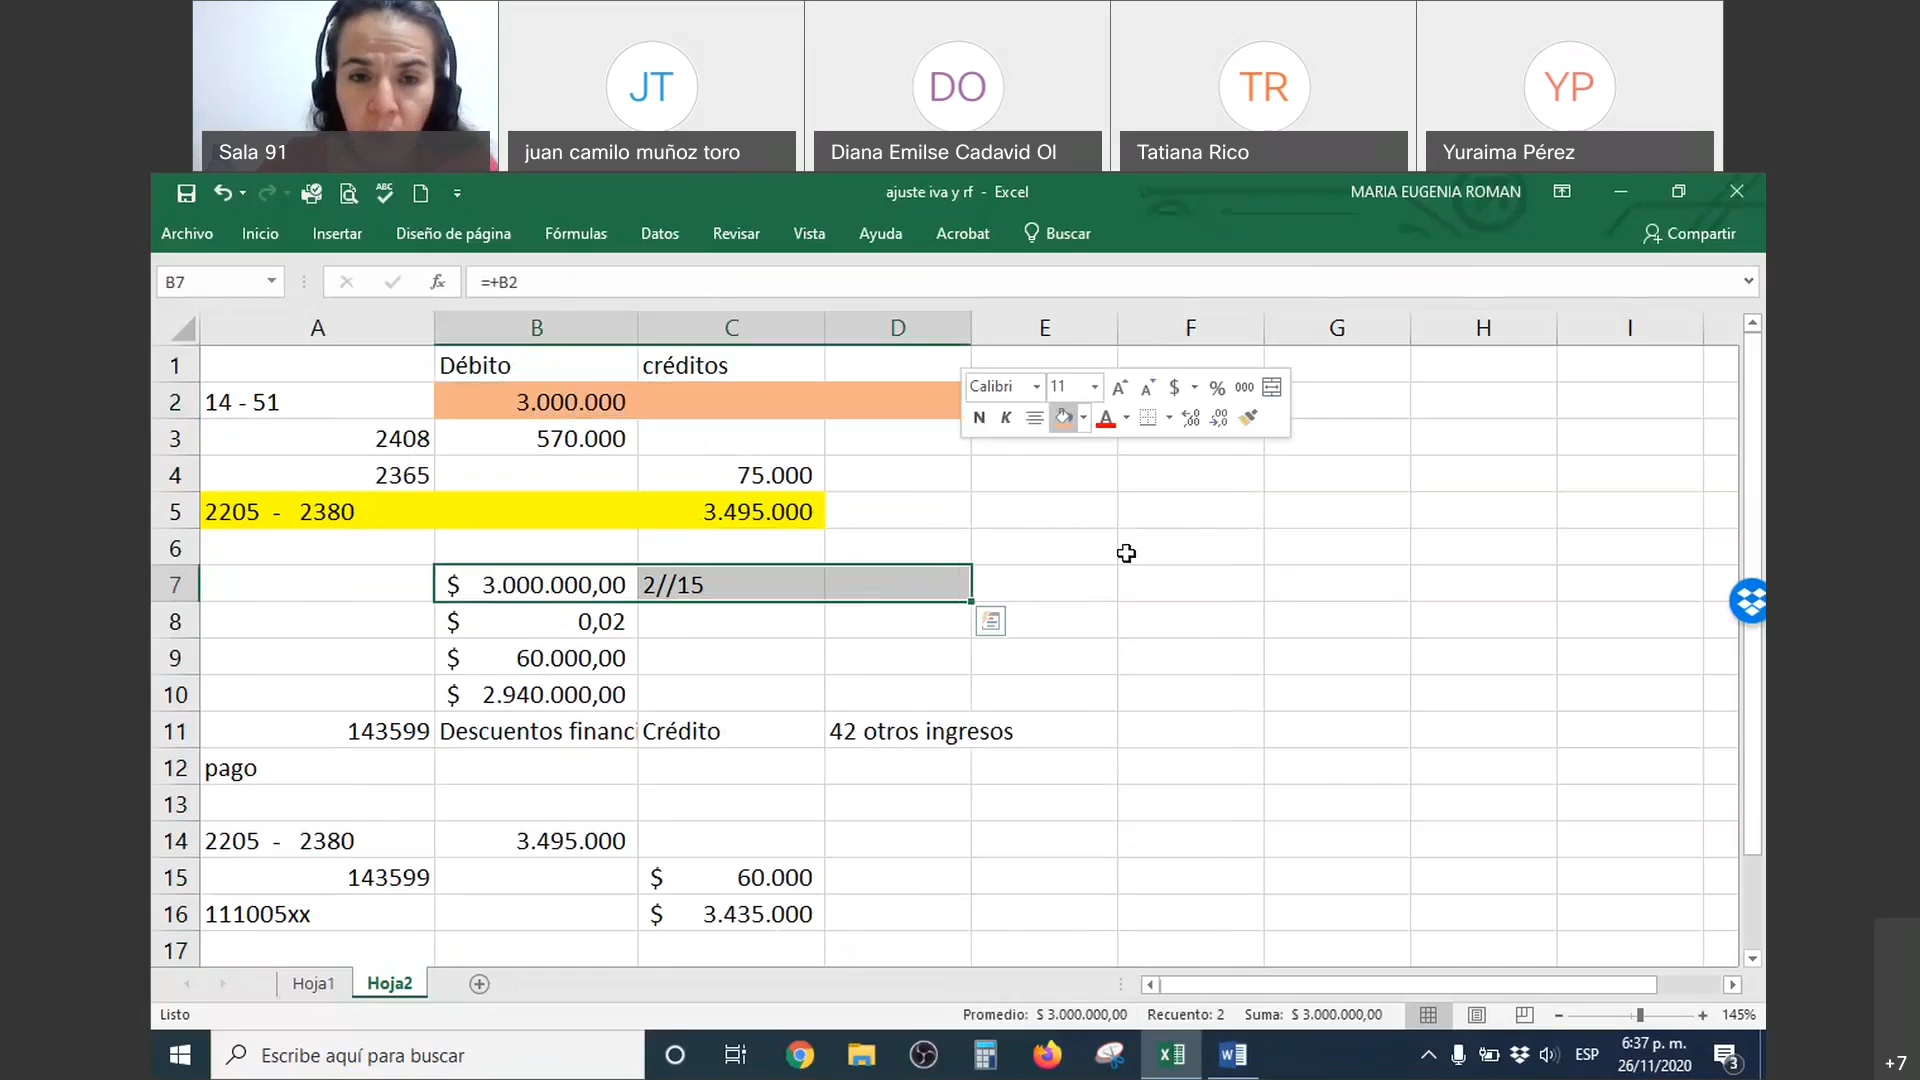 JT
DO
TR
YP
Sala 91
juan camilo muñoz toro
Diana Emilse Cadavid Ol
Tatiana Rico
Yuraima Pérez
ABC
ajuste iva y rf - Excel
MARIA EUGENIA ROMAN
Archivo Inicio Insertar Diseño de página Fórmulas Datos Revisar Vista Ayuda Acrobat Buscar Compartir
B7 fx =+B2
A B C D E F G H I
1 Débito créditos
Calibri 11 A A $ % 000
2 14 - 51 3.000.000
N K A
3 2408 570.000
4 2365 75.000
5 2205 - 2380 3.495.000
6
7 $ 3.000.000,00 2//15
8 $ 0,02
9 $ 60.000,00
10 $ 2.940.000,00
11 143599 Descuentos financi Crédito 42 otros ingresos
12 pago
13
14 2205 - 2380 3.495.000
15 143599 $ 60.000
16 111005xx $ 3.435.000
17
Hoja1 Hoja2
Listo Promedio: $ 3.000.000,00 Recuento: 2 Suma: $ 3.000.000,00 145%
Escribe aquí para buscar
ESP
6:37 p. m.
26/11/2020
3
+7